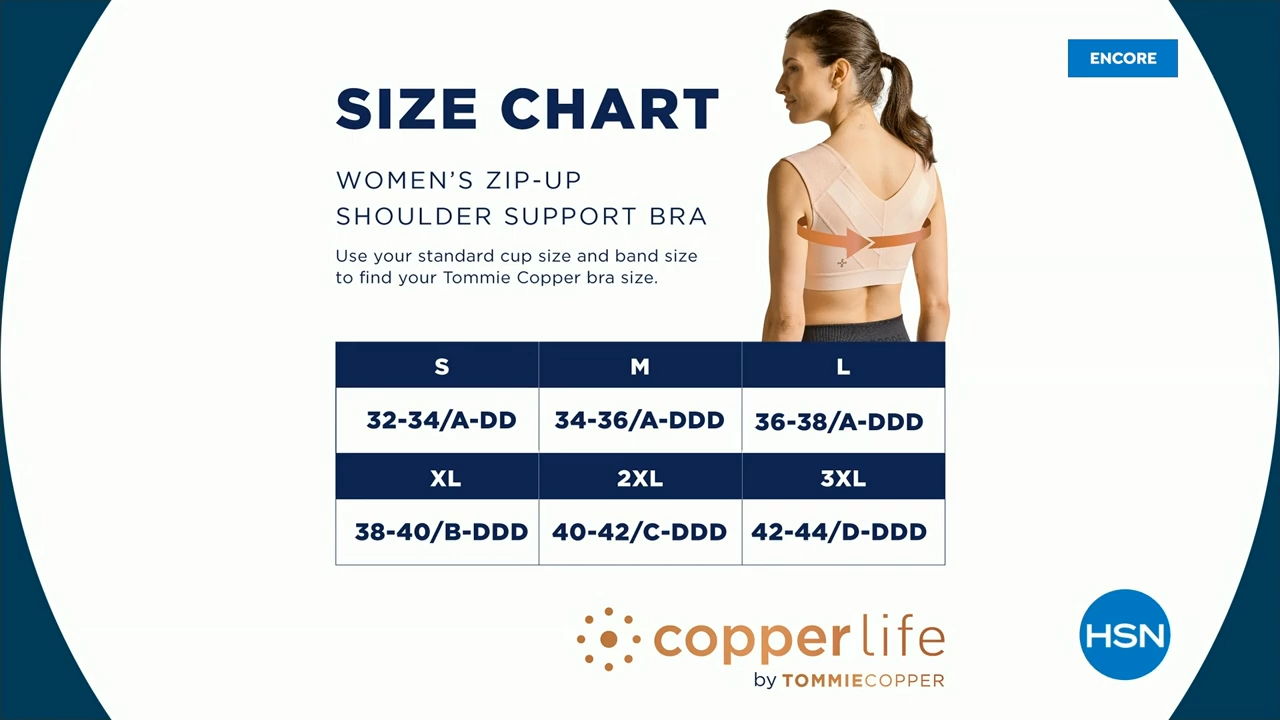 ENCORE
SIZE CHART
WOMEN'S ZIP-UP
SHOULDER SUPPORT BRA
Use your standard cup size and band size
to find your Tommie Copper bra size.
S M L
32-34/A-DD 34-36/A-DDD 36-38/A-DDD
XL 2XL 3XL
38-40/B-DDD 40-42/C-DDD 42-44/D-DDD
copperlife
by TOMMIECOPPER
HSN